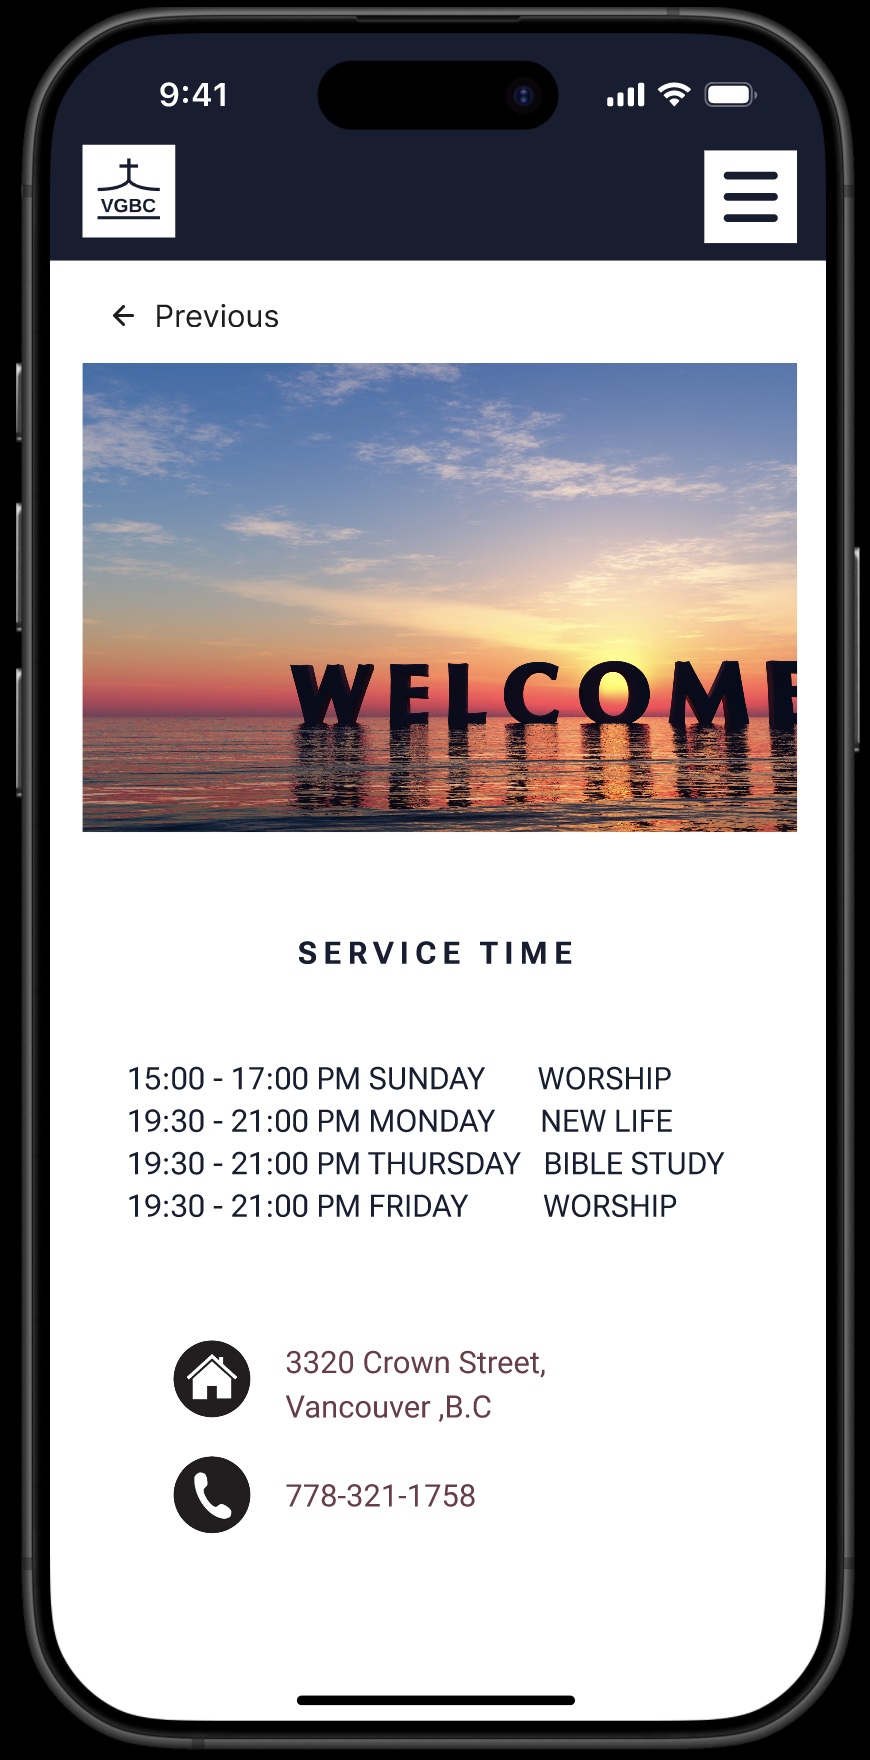 9:41
VGBC
Previous
WELCOME
SERVICE TIME
15:00 - 17:00 PM SUNDAY WORSHIP
19:30 - 21:00 PM MONDAY NEW LIFE
19:30 - 21:00 PM THURSDAY BIBLE STUDY
19:30 - 21:00 PM FRIDAY WORSHIP
3320 Crown Street,
Vancouver ,B.C
778-321-1758